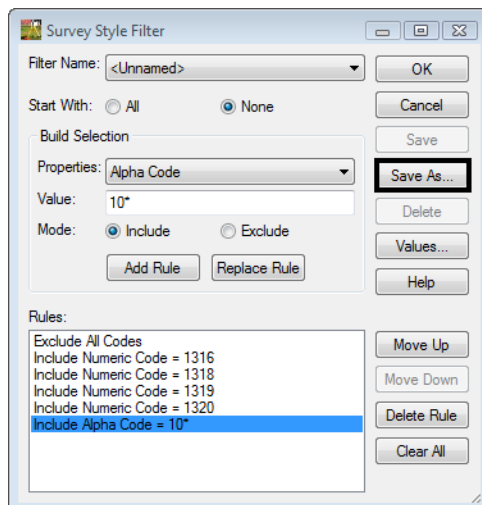 Survey Style Filter
Filter Name: <Unnamed> OK
Start With: All None Cancel
Build Selection Save
Properties: Alpha Code Save As...
Value: 10* Delete
Mode: Include Exclude Values...
Add Rule Replace Rule Help
Rules:
Exclude All Codes Move Up
Include Numeric Code = 1316
Include Numeric Code = 1318 Move Down
Include Numeric Code = 1319
Include Numeric Code = 1320 Delete Rule
Include Alpha Code = 10*
Clear All